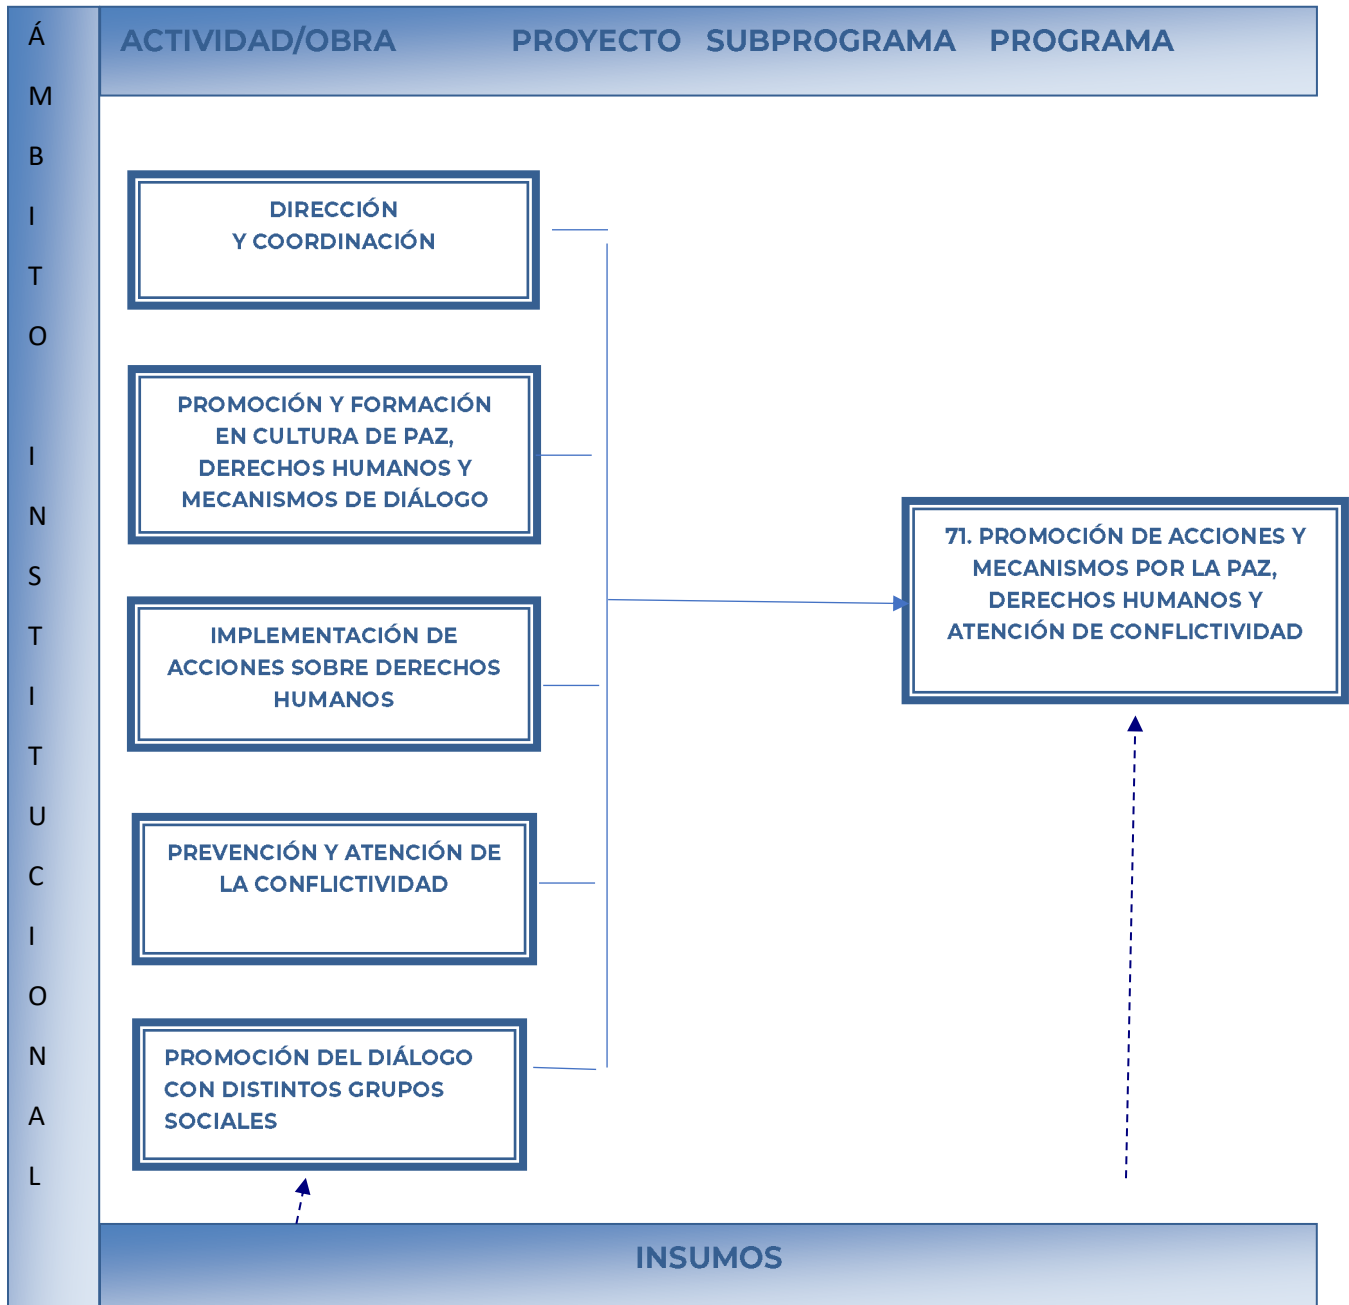 Á
M
B
I
T
O
I
N
S
T
I
T
U
C
I
O
N
A
L
ACTIVIDAD/OBRA PROYECTO SUBPROGRAMA PROGRAMA
DIRECCIÓN
Y COORDINACIÓN
PROMOCIÓN Y FORMACIÓN
EN CULTURA DE PAZ,
DERECHOS HUMANOS Y
MECANISMOS DE DIÁLOGO
IMPLEMENTACIÓN DE
ACCIONES SOBRE DERECHOS
HUMANOS
PREVENCIÓN Y ATENCIÓN DE
LA CONFLICTIVIDAD
PROMOCIÓN DEL DIÁLOGO
CON DISTINTOS GRUPOS
SOCIALES
71. PROMOCIÓN DE ACCIONES Y
MECANISMOS POR LA PAZ,
DERECHOS HUMANOS Y
ATENCIÓN DE CONFLICTIVIDAD
INSUMOS